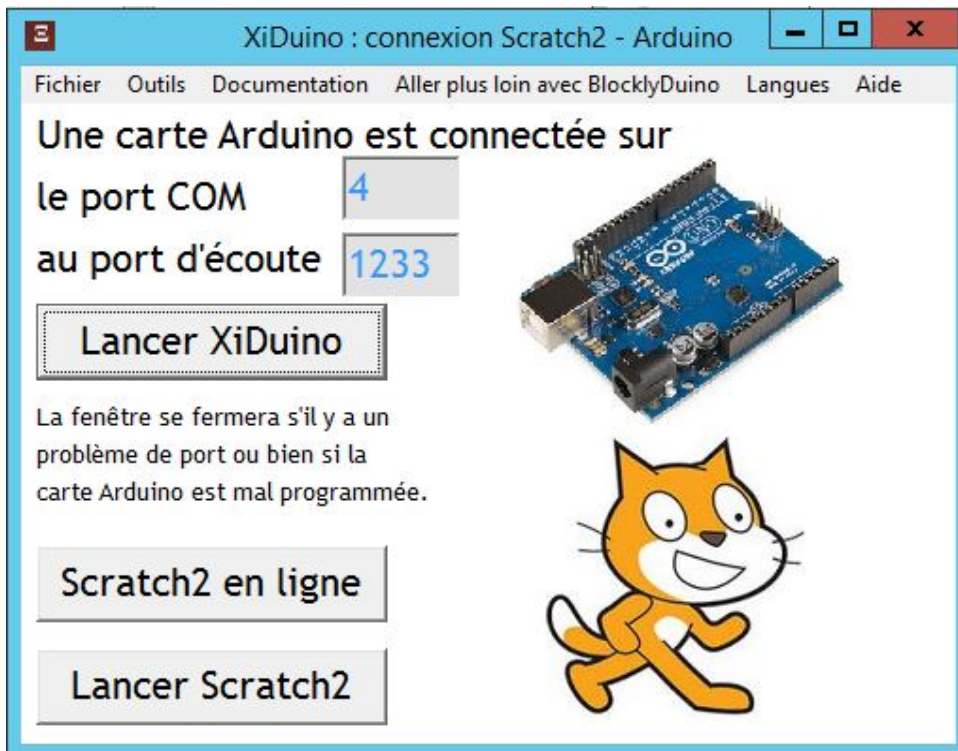 XiDuino : connexion Scratch2 - Arduino
Fichier Outils Documentation Aller plus loin avec BlocklyDuino Langues Aide
Une carte Arduino est connectée sur
le port COM 4
au port d'écoute 1233
Lancer XiDuino
La fenêtre se fermera s'il y a un
problème de port ou bien si la
carte Arduino est mal programmée.
Scratch2 en ligne
Lancer Scratch2